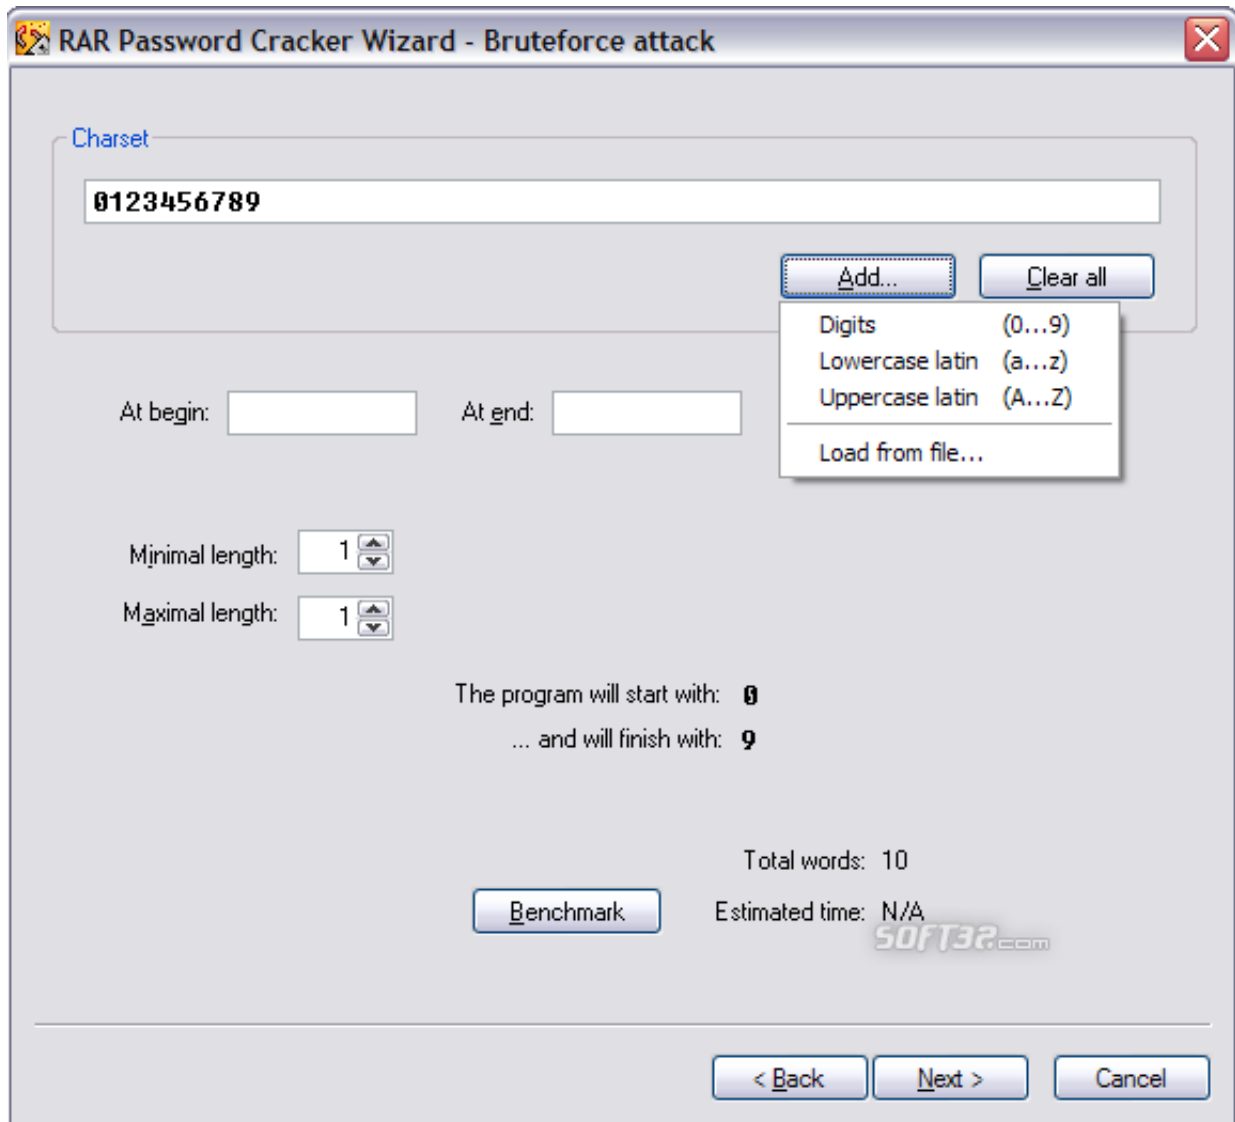 RAR Password Cracker Wizard - Bruteforce attack
Charset
0123456789
Add... Clear all
Digits (0...9)
Lowercase latin (a...z)
Uppercase latin (A...Z)
Load from file...
At begin: At end:
Minimal length: 1
Maximal length: 1
The program will start with: 0
... and will finish with: 9
Total words: 10
Benchmark Estimated time: N/A
SOFT32.com
< Back Next > Cancel